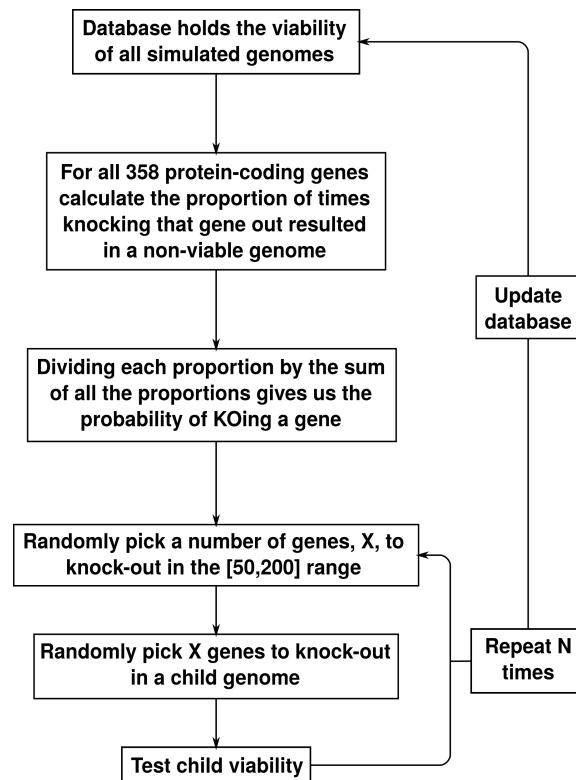 Database holds the viability
of all simulated genomes
For all 358 protein-coding genes
calculate the proportion of times
knocking that gene out resulted
in a non-viable genome
Update
database
Dividing each proportion by the sum
of all the proportions gives us the
probability of KOing a gene
Randomly pick a number of genes, X, to
knock-out in the [50,200] range
Randomly pick X genes to knock-out
in a child genome
Repeat N
times
Test child viability